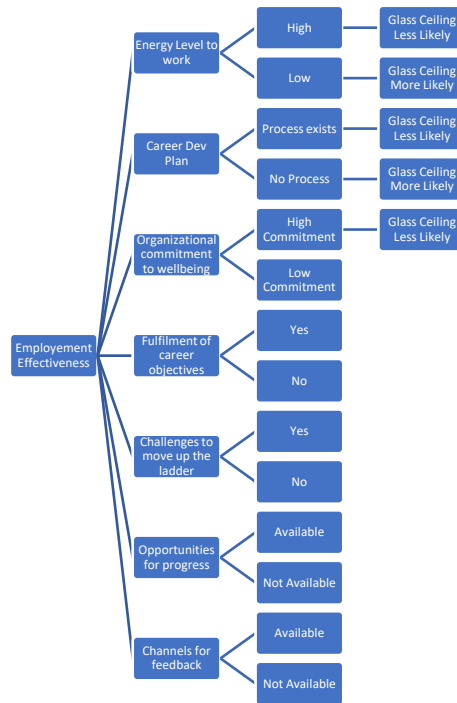 Employement
Effectiveness
Energy Level to
work
High
Glass Ceiling
Less Likely
Low
Glass Ceiling
More Likely
Career Dev
Plan
Process exists
Glass Ceiling
Less Likely
No Process
Glass Ceiling
More Likely
Organizational
commitment
to wellbeing
High
Commitment
Glass Ceiling
Less Likely
Low
Commitment
Fulfilment of
career
objectives
Yes
No
Challenges to
move up the
ladder
Yes
No
Opportunities
for progress
Available
Not Available
Channels for
feedback
Available
Not Available